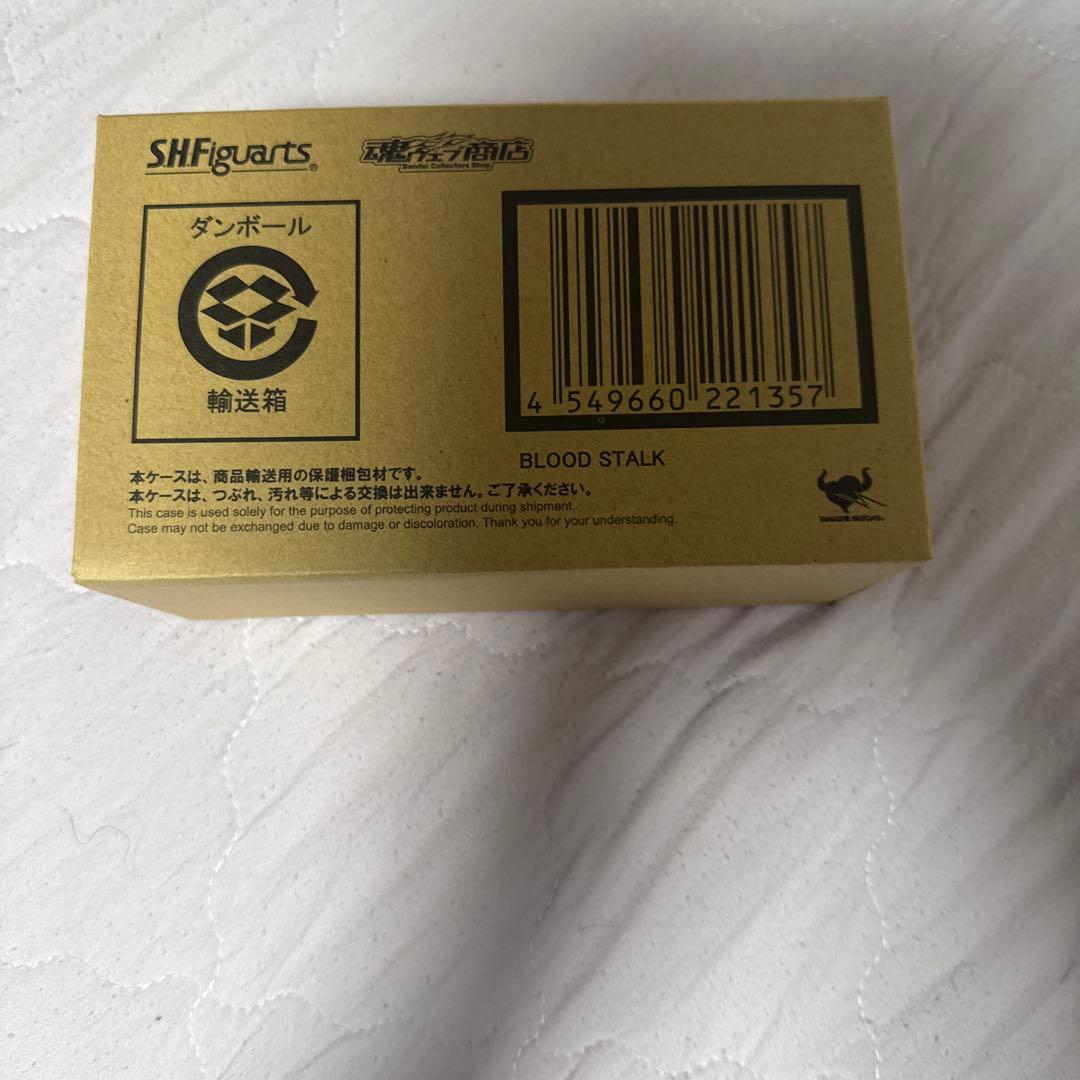 S.H.Figuarts®
魂ウェブ商店
Bandai Collectors Shop
ダンボール
輸送箱
4 549660 221357
BLOOD STALK
本ケースは、商品輸送用の保護梱包材です。
本ケースは、つぶれ、汚れ等による交換は出来ません。ご了承ください。
This case is used solely for the purpose of protecting product during shipment.
Case may not be exchanged due to damage or discoloration. Thank you for your understanding.
TAMASHII NATIONS